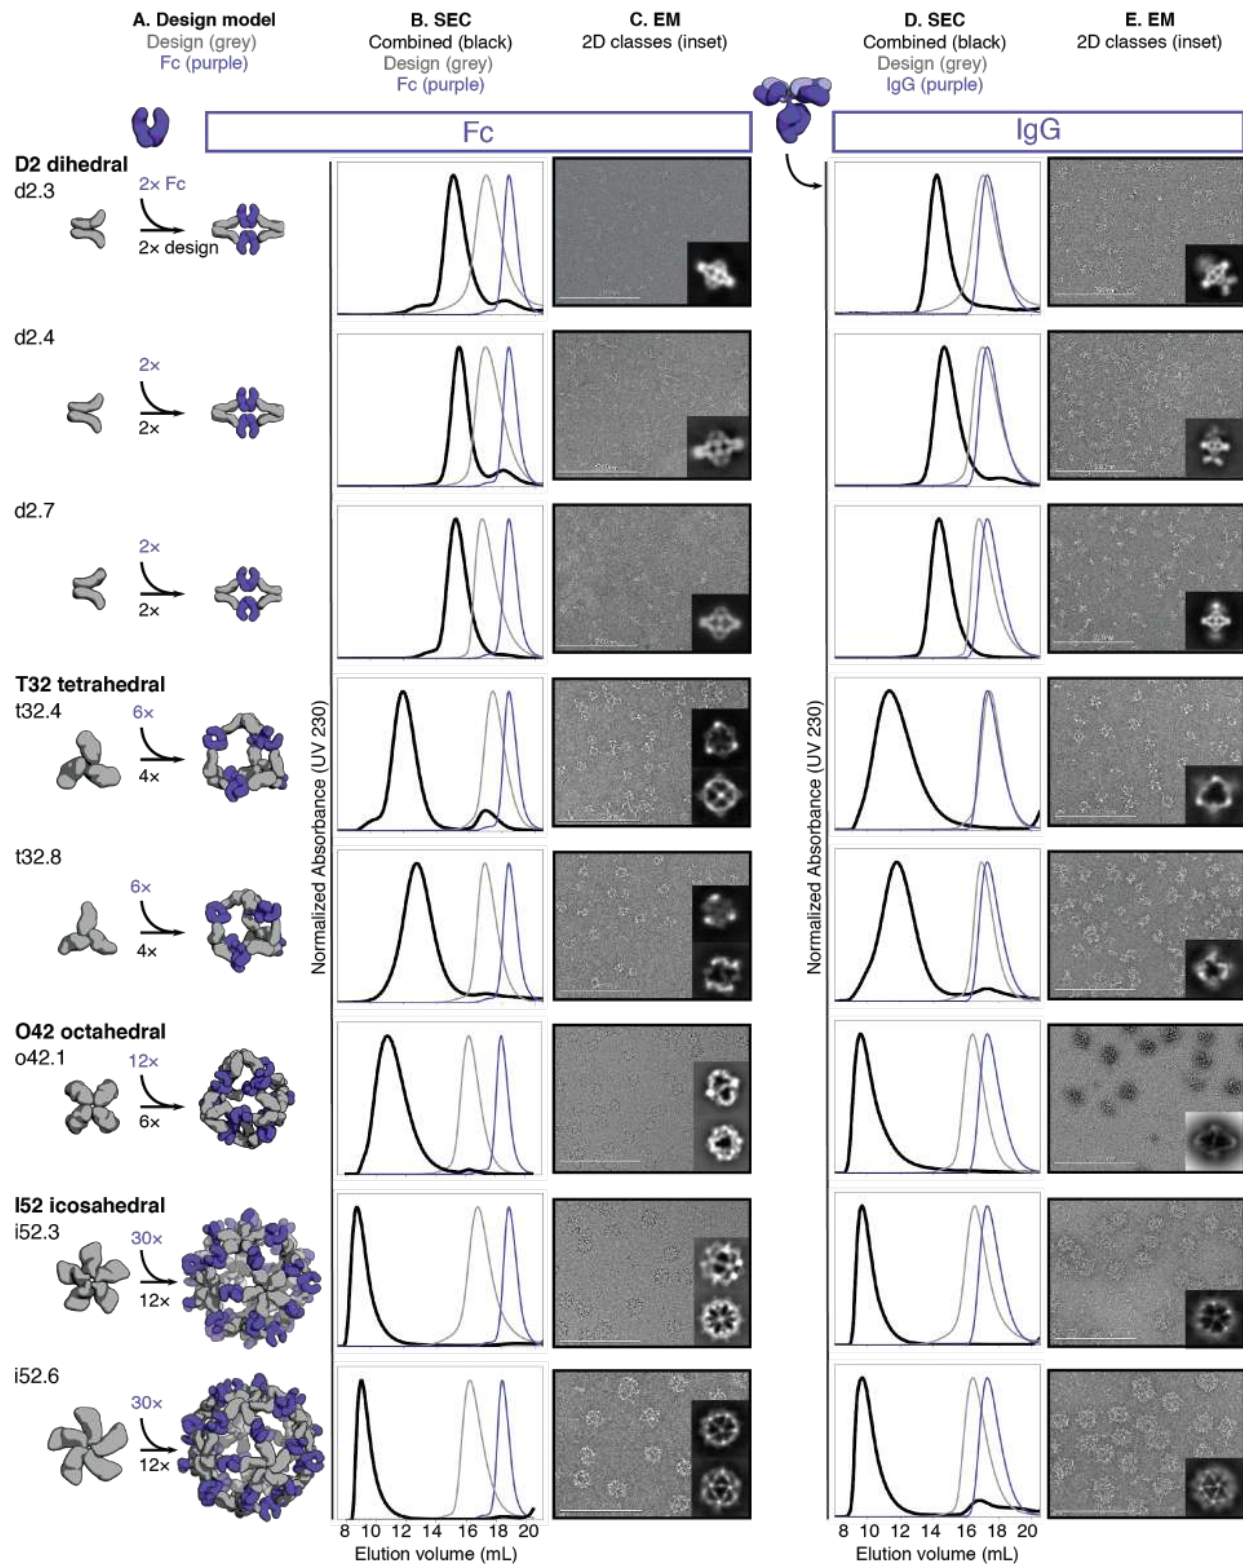 A. Design model
Design (grey)
Fc (purple)
B. SEC
Combined (black)
Design (grey)
Fc (purple)
C. EM
2D classes (inset)
D. SEC
Combined (black)
Design (grey)
IgG (purple)
E. EM
2D classes (inset)
Fc
IgG
D2 dihedral
d2.3
2× Fc
2× design
d2.4
2×
2×
d2.7
2×
2×
T32 tetrahedral
t32.4
6×
4×
t32.8
6×
4×
O42 octahedral
o42.1
12×
6×
I52 icosahedral
i52.3
30×
12×
i52.6
30×
12×
Normalized Absorbance (UV 230)
8 10 12 14 16 18 20
Elution volume (mL)
Normalized Absorbance (UV 230)
8 10 12 14 16 18 20
Elution volume (mL)